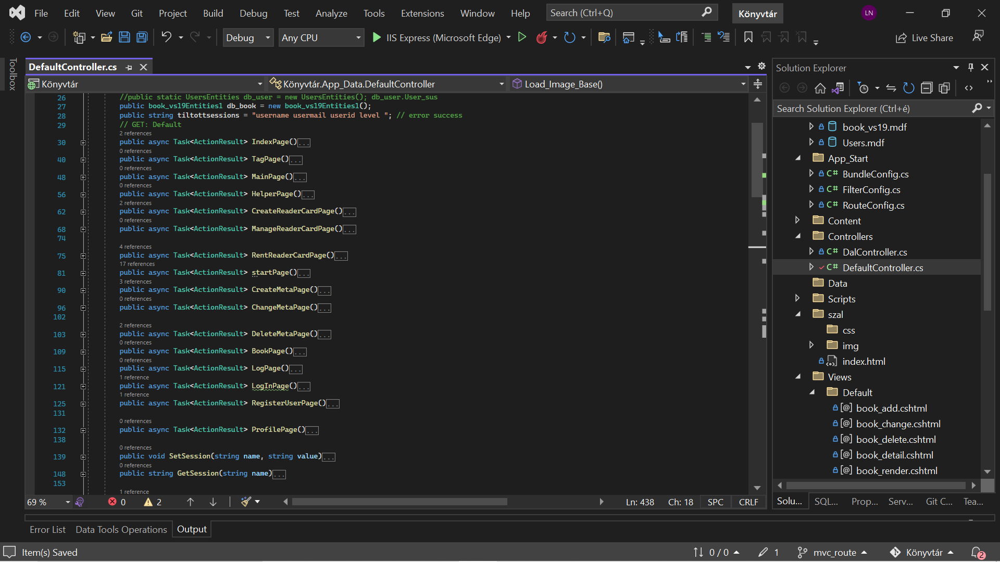 File Edit View Git Project Build Debug Test Analyze Tools Extensions Window Help Search (Ctrl+Q) Könyvtár LN
Debug Any CPU IIS Express (Microsoft Edge) Live Share
Toolbox
DefaultController.cs
Könyvtár Könyvtár.App_Data.DefaultController Load_Image_Base()
26 //public static UsersEntities db_user = new UsersEntities(); db_user.User_sus
27 public book_vs19Entities1 db_book = new book_vs19Entities1();
28 public string tiltottsessions = "username usermail userid level "; // error success
29 // GET: Default
2 references
30 public async Task<ActionResult> IndexPage()...
0 references
40 public async Task<ActionResult> TagPage()...
0 references
48 public async Task<ActionResult> MainPage()...
0 references
56 public async Task<ActionResult> HelperPage()...
2 references
62 public async Task<ActionResult> CreateReaderCardPage()...
0 references
68 public async Task<ActionResult> ManageReaderCardPage()...
74
4 references
75 public async Task<ActionResult> RentReaderCardPage()...
17 references
81 public async Task<ActionResult> startPage()...
3 references
90 public async Task<ActionResult> CreateMetaPage()...
0 references
96 public async Task<ActionResult> ChangeMetaPage()...
102
2 references
103 public async Task<ActionResult> DeleteMetaPage()...
0 references
109 public async Task<ActionResult> BookPage()...
0 references
115 public async Task<ActionResult> LogPage()...
1 reference
121 public async Task<ActionResult> LogInPage()...
1 reference
125 public async Task<ActionResult> RegisterUserPage()...
131
0 references
132 public async Task<ActionResult> ProfilePage()...
138
0 references
139 public void SetSession(string name, string value)...
0 references
148 public string GetSession(string name)...
153
1 reference
69 % 0 2 Ln: 438 Ch: 18 SPC CRLF
Solution Explorer
Search Solution Explorer (Ctrl+é)
book_vs19.mdf
Users.mdf
App_Start
C# BundleConfig.cs
C# FilterConfig.cs
C# RouteConfig.cs
Content
Controllers
C# DalController.cs
C# DefaultController.cs
Data
Scripts
szal
css
img
index.html
Views
Default
[@] book_add.cshtml
[@] book_change.cshtml
[@] book_delete.cshtml
[@] book_detail.cshtml
[@] book_render.cshtml
Solu... SQL... Prop... Serv... Git C... Tea...
Error List Data Tools Operations Output
Item(s) Saved 0 / 0 1 mvc_route Könyvtár 2